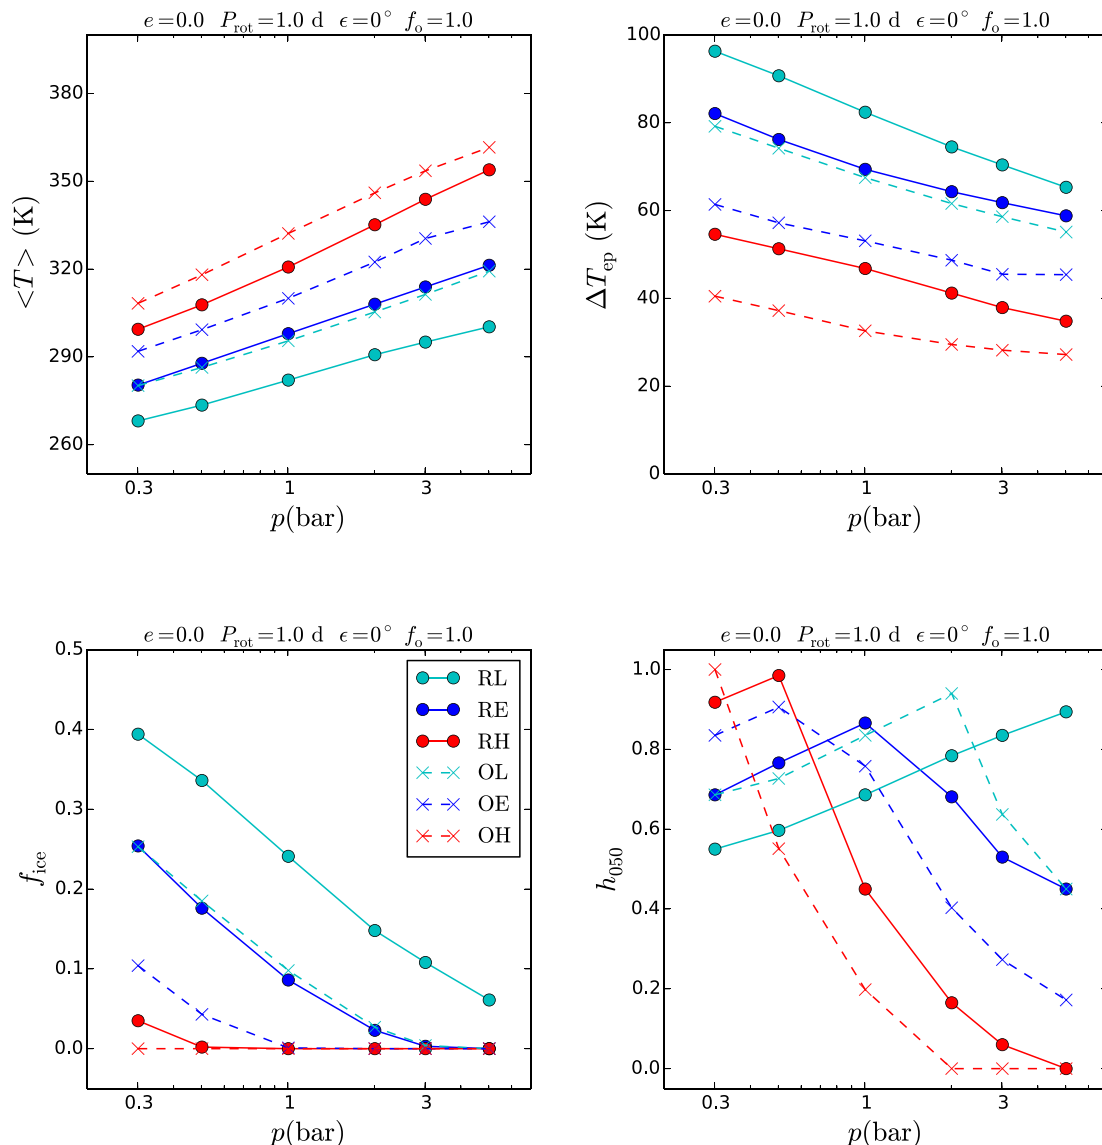 e=0.0 P_rot=1.0 d ϵ=0° f_o=1.0
380
350
320
290
260
<T> (K)
0.3 1 3
p(bar)
e=0.0 P_rot=1.0 d ϵ=0° f_o=1.0
100
80
60
40
20
0
ΔT_ep (K)
0.3 1 3
p(bar)
e=0.0 P_rot=1.0 d ϵ=0° f_o=1.0
0.5
0.4
0.3
0.2
0.1
0.0
f_ice
RL
RE
RH
OL
OE
OH
0.3 1 3
p(bar)
e=0.0 P_rot=1.0 d ϵ=0° f_o=1.0
1.0
0.8
0.6
0.4
0.2
0.0
h_050
0.3 1 3
p(bar)